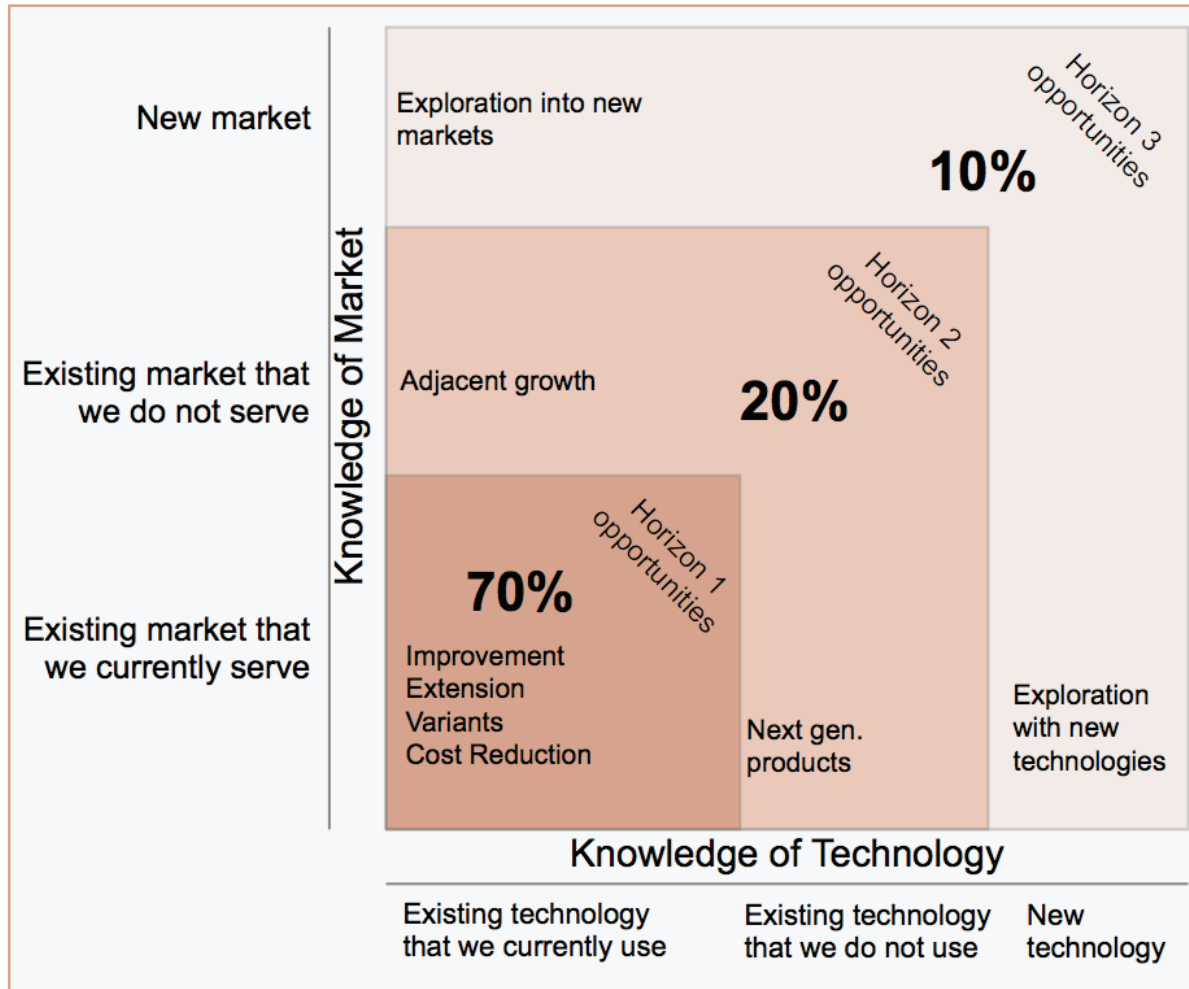 New market
Existing market that
we do not serve
Existing market that
we currently serve
Knowledge of Market
Exploration into new
markets
10%
Horizon 3
opportunities
Adjacent growth
20%
Horizon 2
opportunities
70%
Horizon 1
opportunities
Improvement
Extension
Variants
Cost Reduction
Next gen.
products
Exploration
with new
technologies
Knowledge of Technology
Existing technology
that we currently use
Existing technology
that we do not use
New
technology